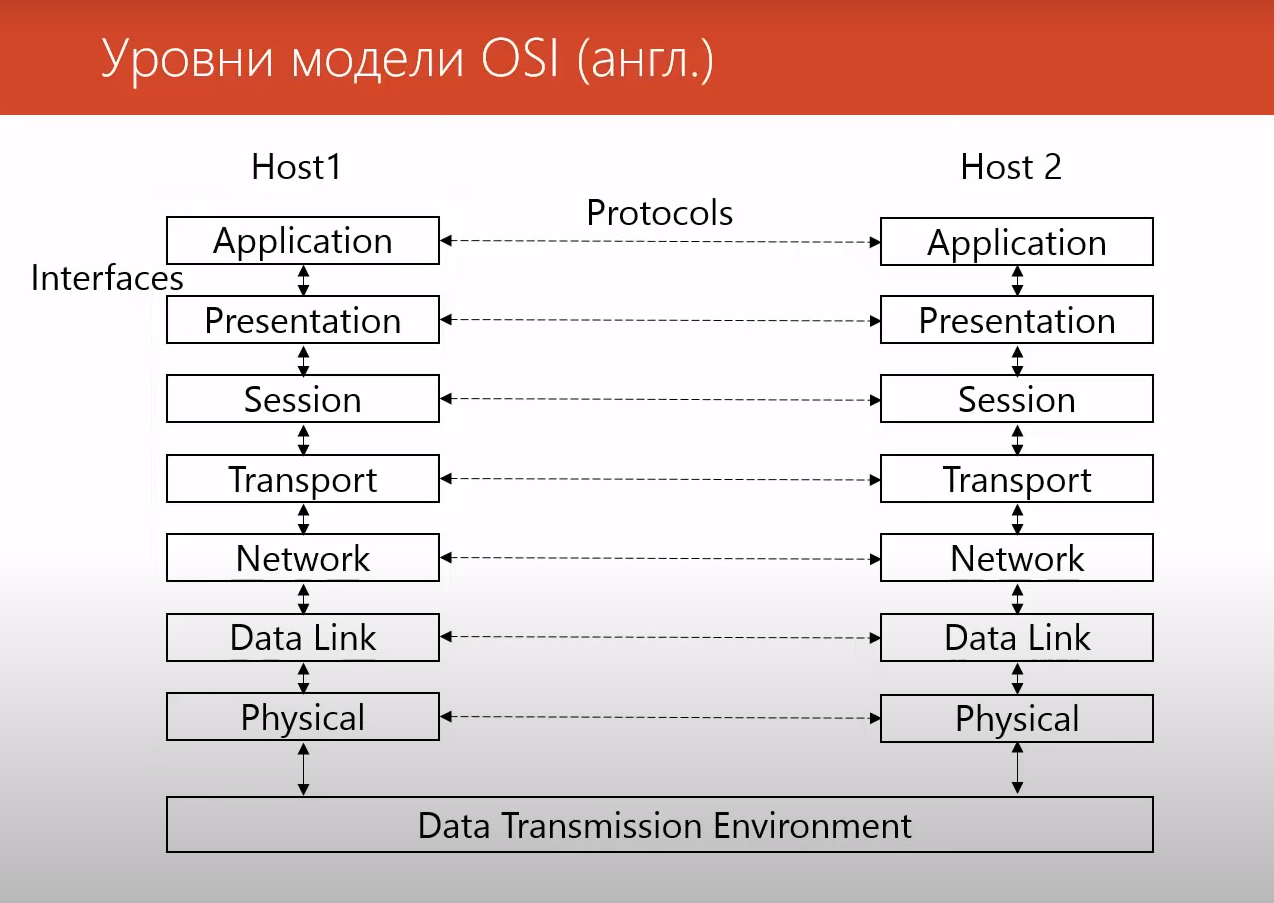 Уровни модели OSI (англ.)
Host1
Host 2
Protocols
Application
Application
Interfaces
Presentation
Presentation
Session
Session
Transport
Transport
Network
Network
Data Link
Data Link
Physical
Physical
Data Transmission Environment